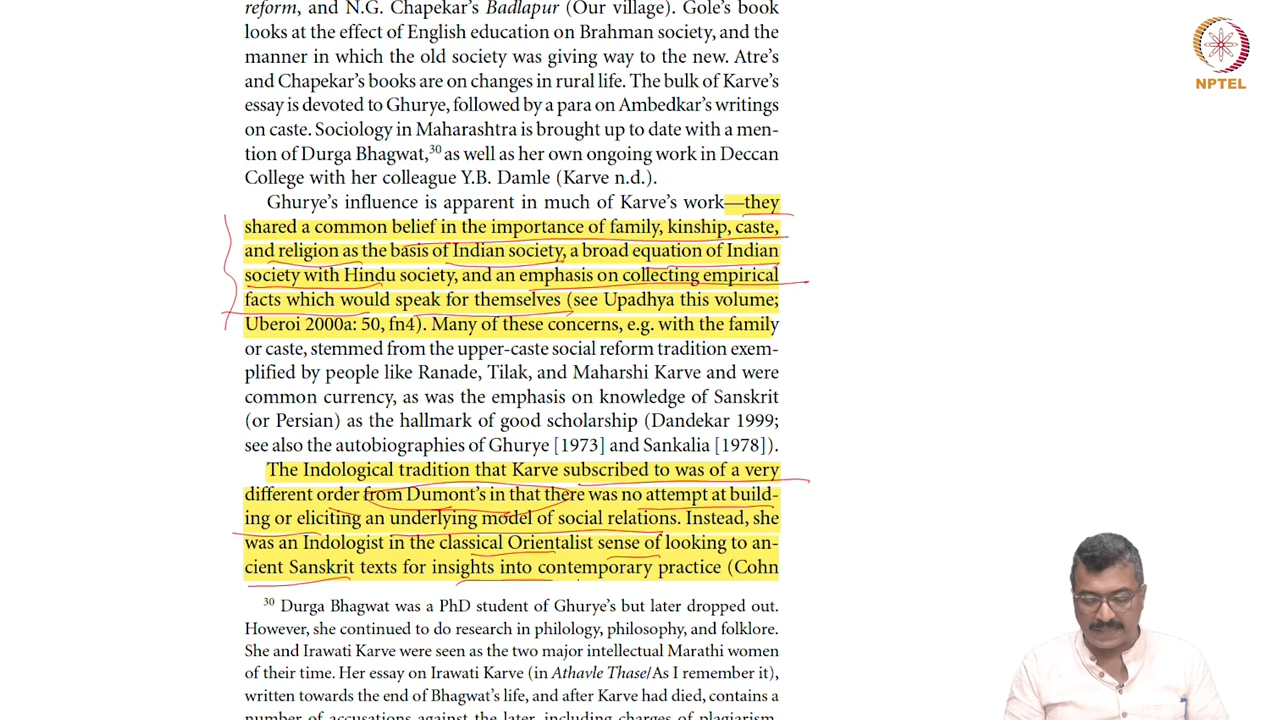 reform, and N.G. Chapekar's Badlapur (Our village). Gole's book
looks at the effect of English education on Brahman society, and the
manner in which the old society was giving way to the new. Atre's
and Chapekar's books are on changes in rural life. The bulk of Karve's
essay is devoted to Ghurye, followed by a para on Ambedkar's writings
on caste. Sociology in Maharashtra is brought up to date with a men-
tion of Durga Bhagwat,30 as well as her own ongoing work in Deccan
College with her colleague Y.B. Damle (Karve n.d.).
Ghurye's influence is apparent in much of Karve's work—they
shared a common belief in the importance of family, kinship, caste,
and religion as the basis of Indian society, a broad equation of Indian
society with Hindu society, and an emphasis on collecting empirical
facts which would speak for themselves (see Upadhya this volume;
Uberoi 2000a: 50, fn4). Many of these concerns, e.g. with the family
or caste, stemmed from the upper-caste social reform tradition exem-
plified by people like Ranade, Tilak, and Maharshi Karve and were
common currency, as was the emphasis on knowledge of Sanskrit
(or Persian) as the hallmark of good scholarship (Dandekar 1999;
see also the autobiographies of Ghurye [1973] and Sankalia [1978]).
The Indological tradition that Karve subscribed to was of a very
different order from Dumont's in that there was no attempt at build-
ing or eliciting an underlying model of social relations. Instead, she
was an Indologist in the classical Orientalist sense of looking to an-
cient Sanskrit texts for insights into contemporary practice (Cohn
30 Durga Bhagwat was a PhD student of Ghurye's but later dropped out.
However, she continued to do research in philology, philosophy, and folklore.
She and Irawati Karve were seen as the two major intellectual Marathi women
of their time. Her essay on Irawati Karve (in Athavle Thase/As I remember it),
written towards the end of Bhagwat's life, and after Karve had died, contains a
number of accusations against the later, including charges of plagiarism.
NPTEL